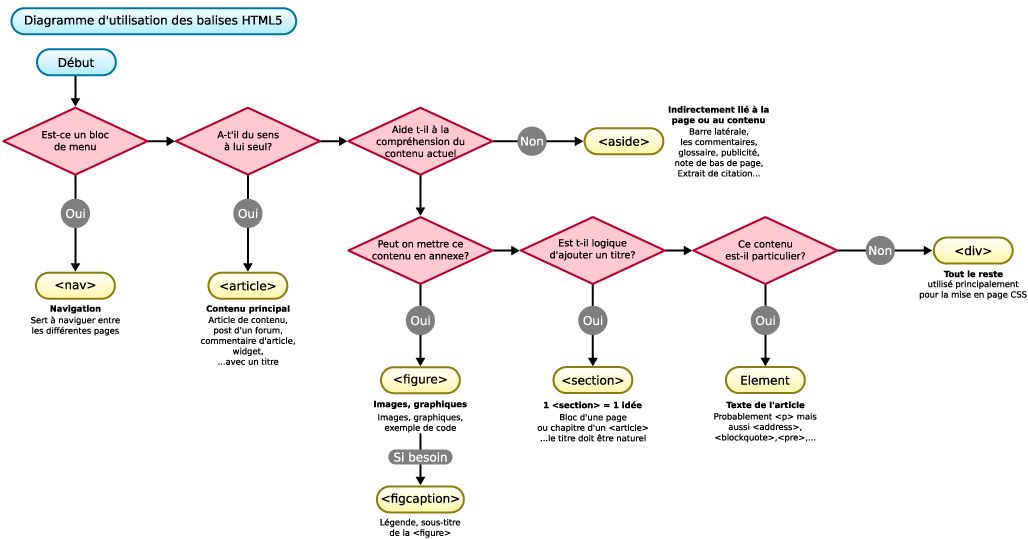 Diagramme d'utilisation des balises HTML5
Début
Est-ce un bloc
de menu
A-t'il du sens
à lui seul?
Aide t-il à la
compréhension du
contenu actuel
Non
<aside>
Indirectement lié à la
page ou au contenu
Barre latérale,
les commentaires,
glossaire, publicité,
note de bas de page,
Extrait de citation...
Oui
Oui
Peut on mettre ce
contenu en annexe?
Est t-il logique
d'ajouter un titre?
Ce contenu
est-il particulier?
Non
<div>
Tout le reste
utilisé principalement
pour la mise en page CSS
<nav>
Navigation
Sert à naviguer entre
les différentes pages
<article>
Contenu principal
Article de contenu,
post d'un forum,
commentaire d'article,
widget,
...avec un titre
Oui
Oui
Oui
<figure>
Images, graphiques
Images, graphiques,
exemple de code
Si besoin
<figcaption>
Légende, sous-titre
de la <figure>
<section>
1 <section> = 1 idée
Bloc d'une page
ou chapitre d'un <article>
...le titre doit être naturel
Element
Texte de l'article
Probablement <p> mais
aussi <address>,
<blockquote>,<pre>,...